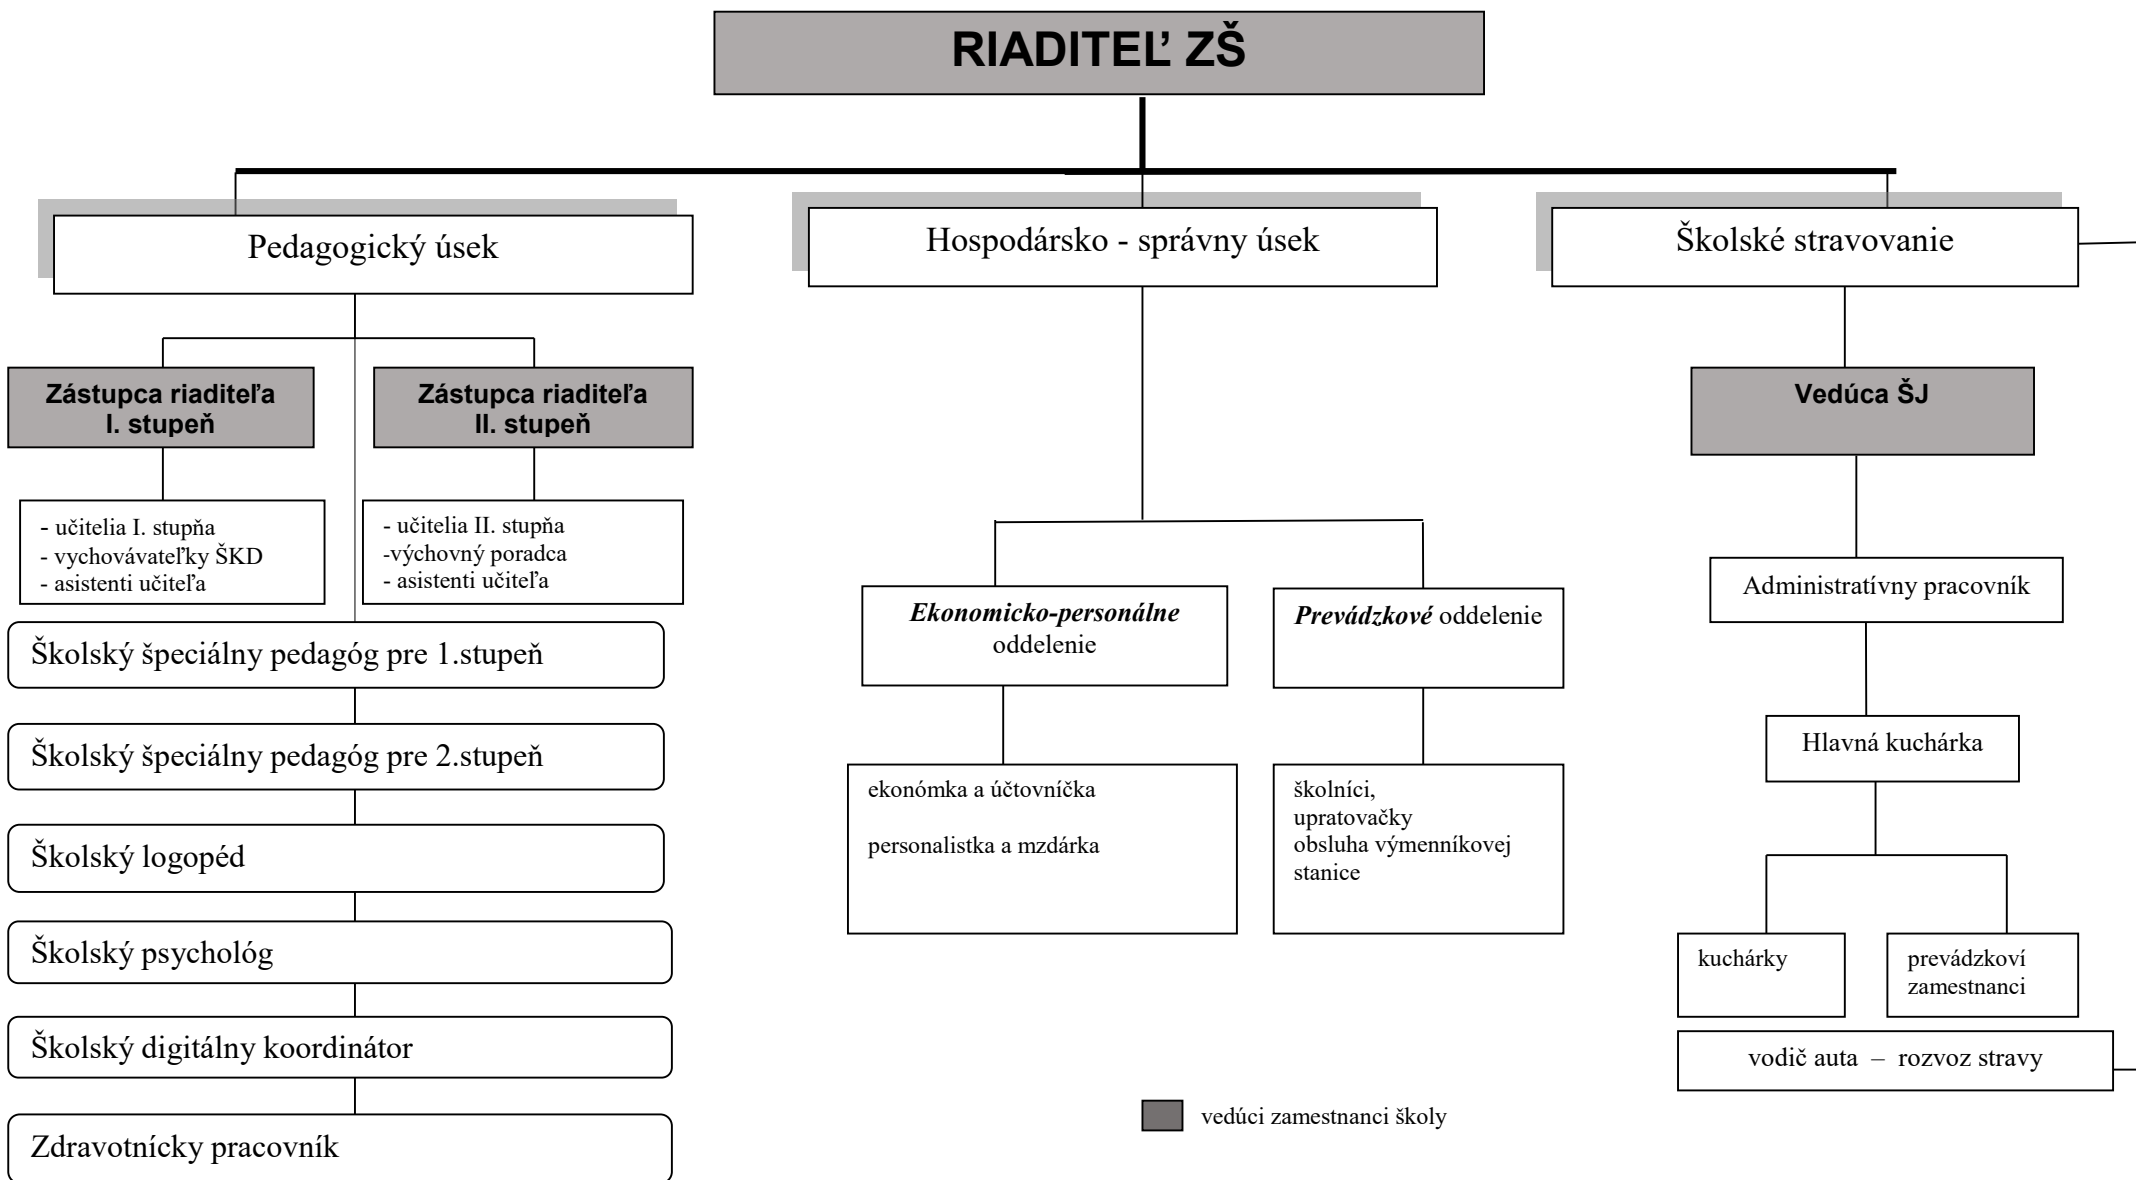 RIADITEĽ ZŠ
Pedagogický úsek
Hospodársko - správny úsek
Školské stravovanie
Zástupca riaditeľa
I. stupeň
Zástupca riaditeľa
II. stupeň
Vedúca ŠJ
- učitelia I. stupňa
- vychovávateľky ŠKD
- asistenti učiteľa
- učitelia II. stupňa
-výchovný poradca
- asistenti učiteľa
Ekonomicko-personálne
oddelenie
Prevádzkové oddelenie
Administratívny pracovník
Školský špeciálny pedagóg pre 1.stupeň
Školský špeciálny pedagóg pre 2.stupeň
Školský logopéd
Školský psychológ
Školský digitálny koordinátor
Zdravotnícky pracovník
ekonómka a účtovníčka
personalistka a mzdárka
školníci,
upratovačky
obsluha výmenníkovej
stanice
Hlavná kuchárka
kuchárky
prevádzkoví
zamestnanci
vodič auta – rozvoz stravy
vedúci zamestnanci školy